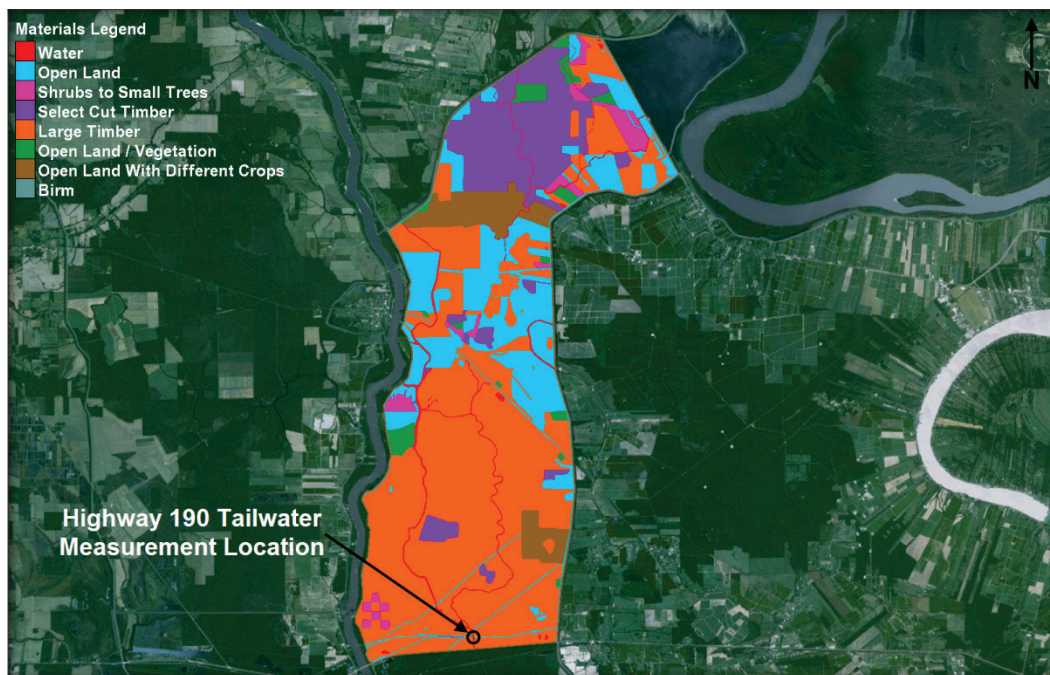 Materials Legend
Water
Open Land
Shrubs to Small Trees
Select Cut Timber
Large Timber
Open Land / Vegetation
Open Land With Different Crops
Birm
N
Highway 190 Tailwater
Measurement Location